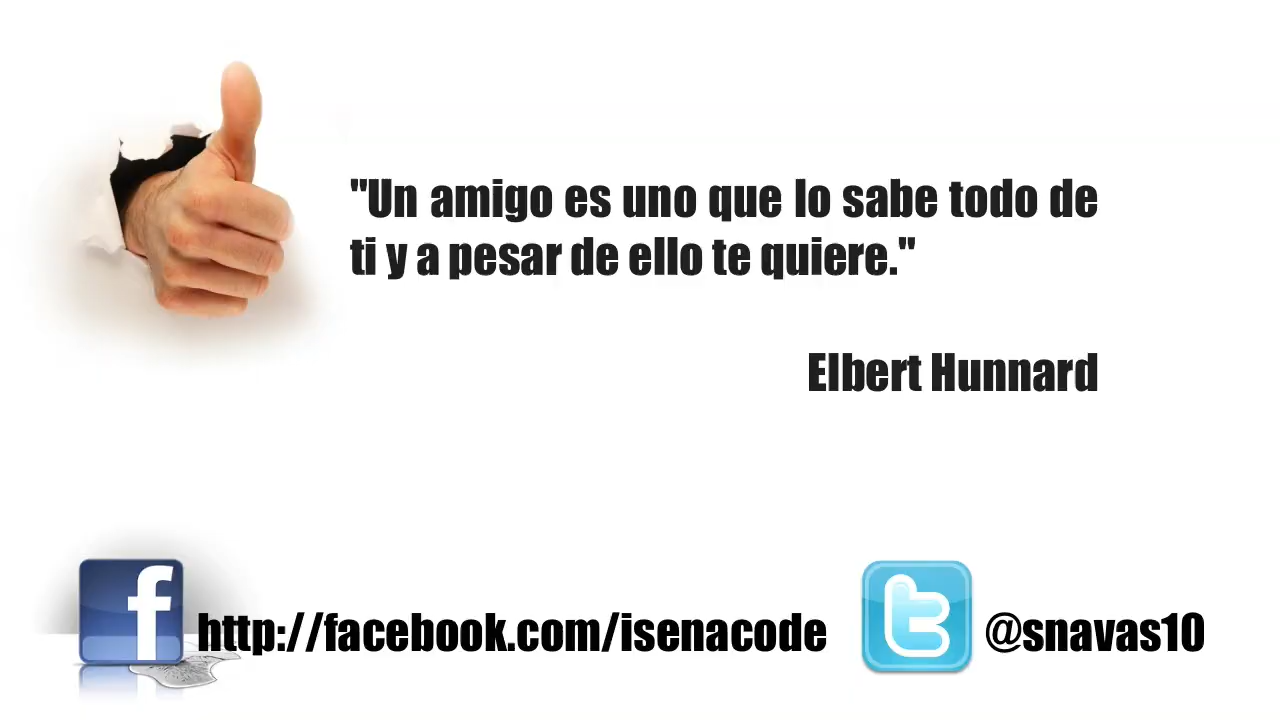 "Un amigo es uno que lo sabe todo de
ti y a pesar de ello te quiere."
Elbert Hunnard
http://facebook.com/isenacode
@snavas10